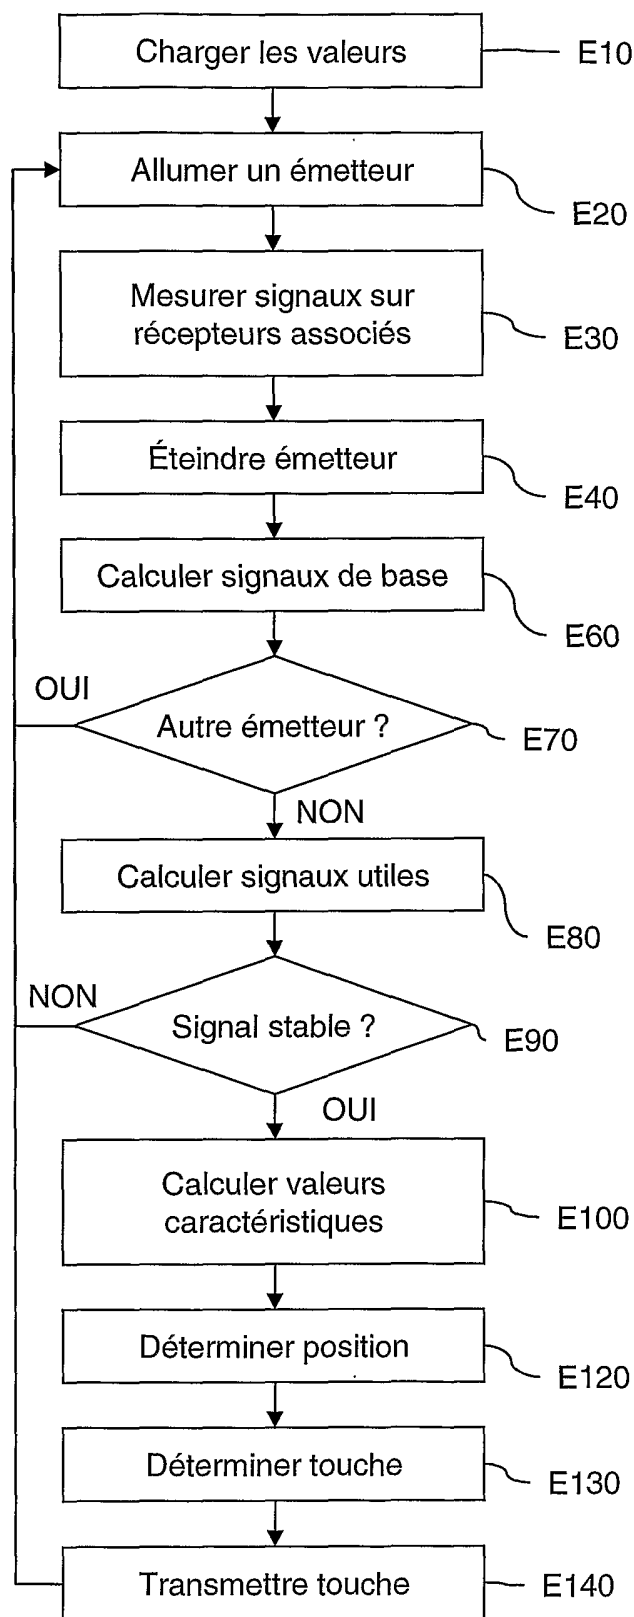 Charger les valeurs
E10
Allumer un émetteur
E20
Mesurer signaux sur
récepteurs associés
E30
Éteindre émetteur
E40
Calculer signaux de base
E60
OUI
Autre émetteur ?
E70
NON
Calculer signaux utiles
E80
NON
Signal stable ?
E90
OUI
Calculer valeurs
caractéristiques
E100
Déterminer position
E120
Déterminer touche
E130
Transmettre touche
E140